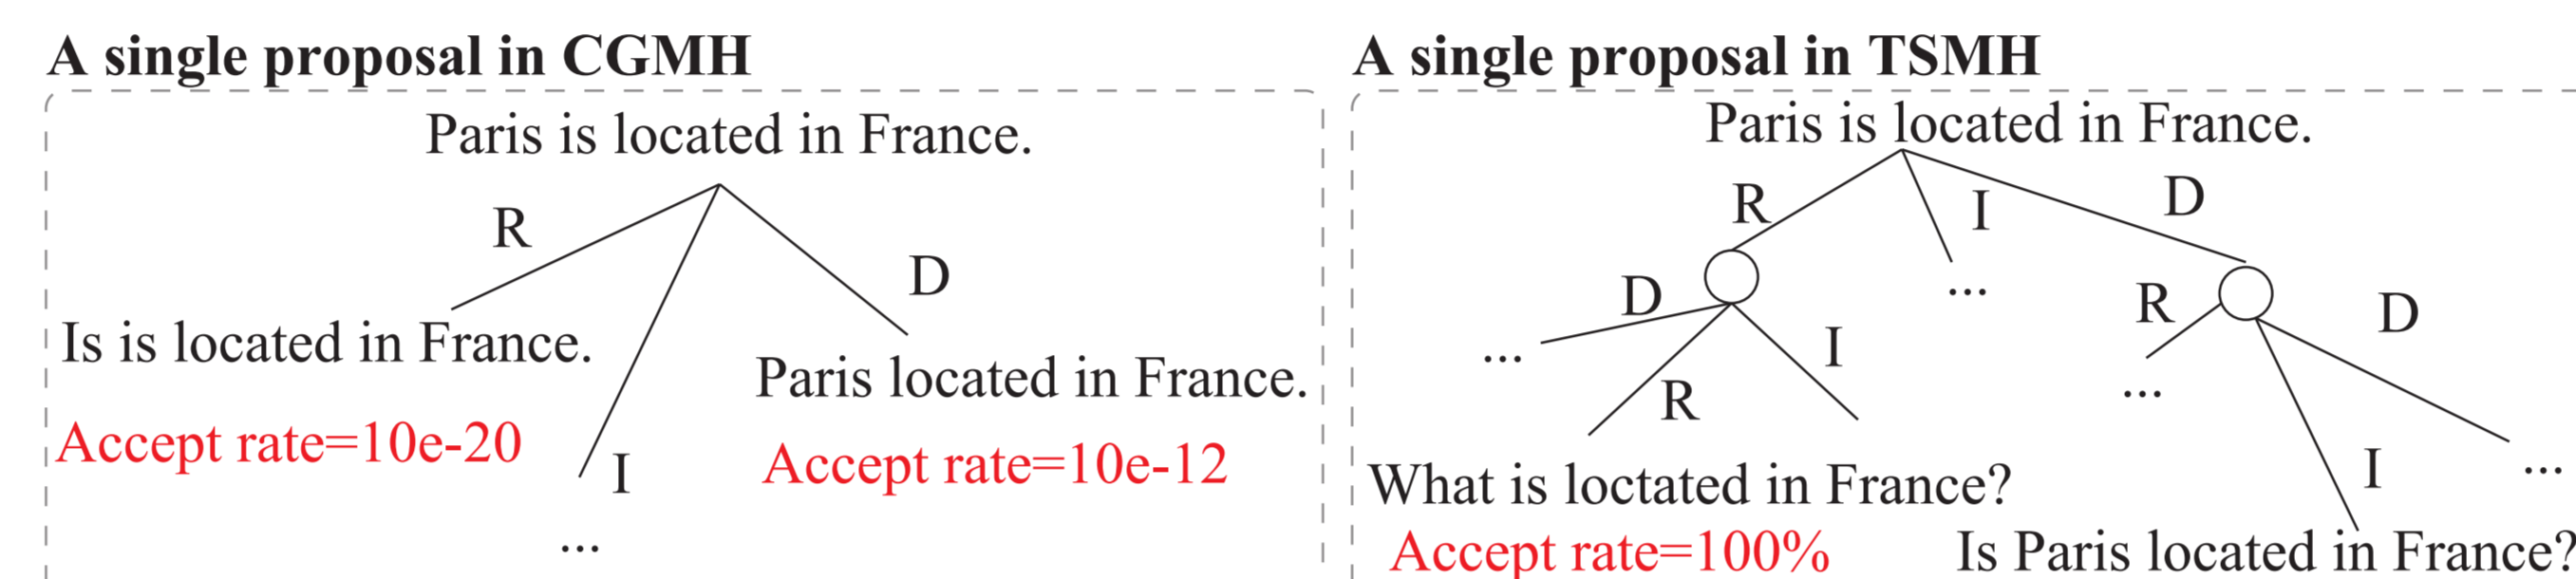 A single proposal in CGMH
Paris is located in France.
R
D
Is is located in France.
Paris located in France.
Accept rate=10e-20
Accept rate=10e-12
I
...
A single proposal in TSMH
Paris is located in France.
R
I
D
D
I
...
R
D
...
R
...
I
...
What is loctated in France?
Accept rate=100%
Is Paris located in France?